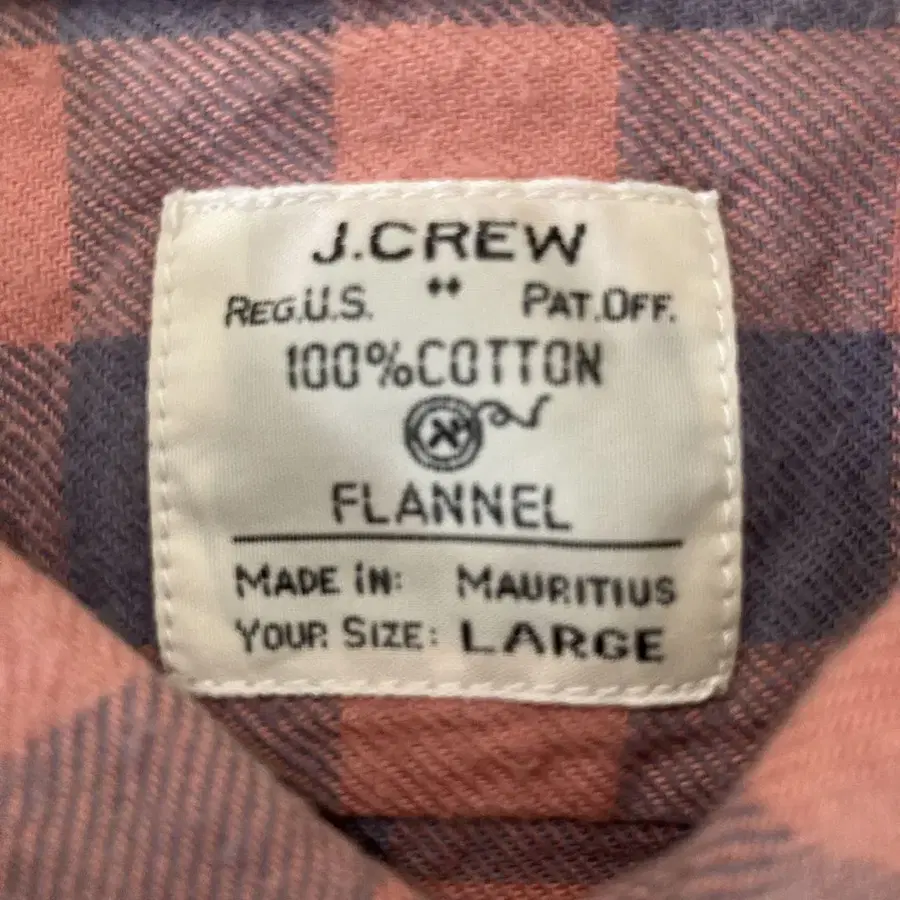 J.CREW
REG.U.S. PAT.OFF.
100%COTTON
FLANNEL
MADE IN: MAURITIUS
YOUR SIZE: LARGE